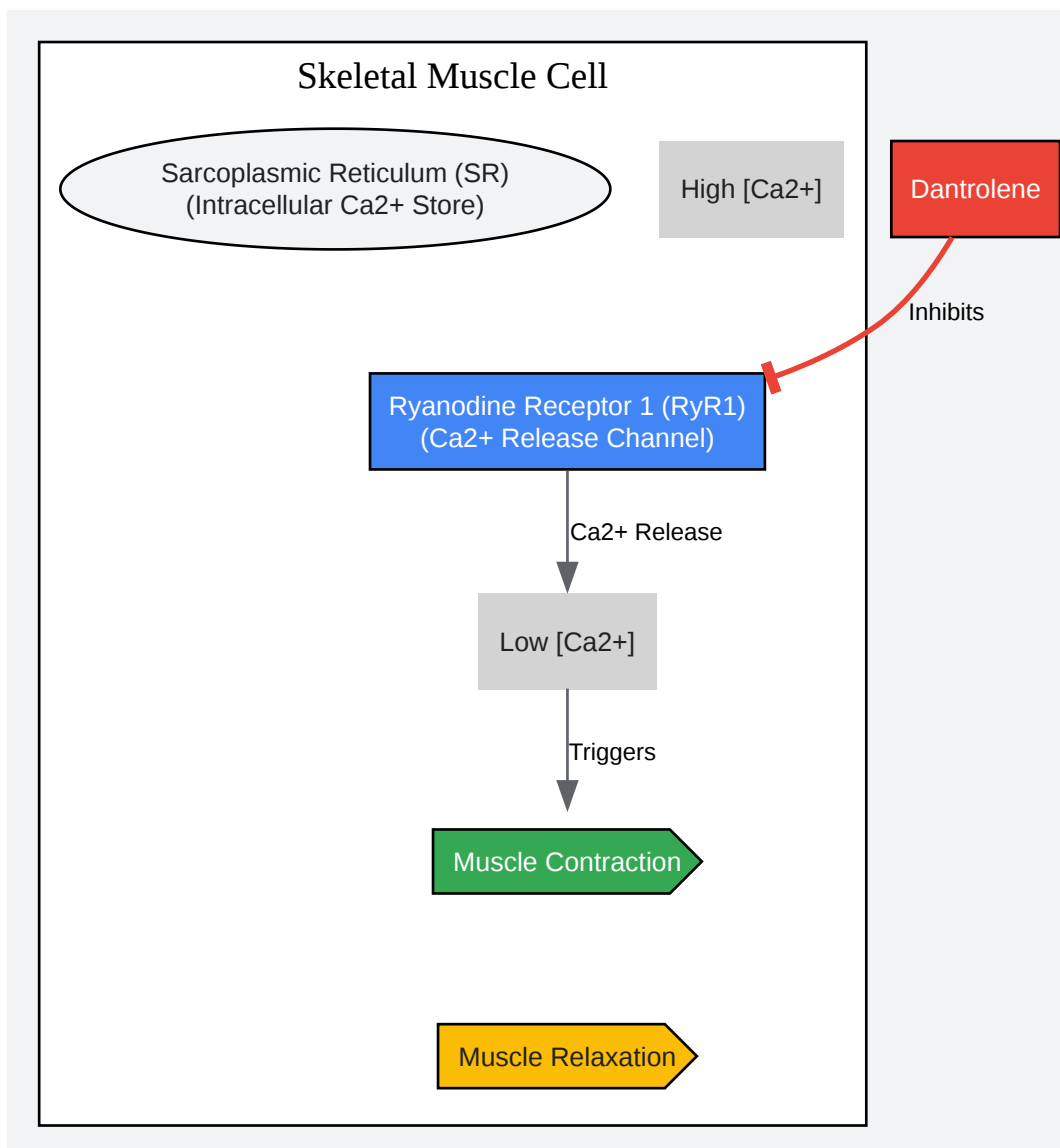 Skeletal Muscle Cell
Sarcoplasmic Reticulum (SR)
(Intracellular Ca2+ Store)
High [Ca2+]
Dantrolene
Inhibits
Ryanodine Receptor 1 (RyR1)
(Ca2+ Release Channel)
Ca2+ Release
Low [Ca2+]
Triggers
Muscle Contraction
Muscle Relaxation